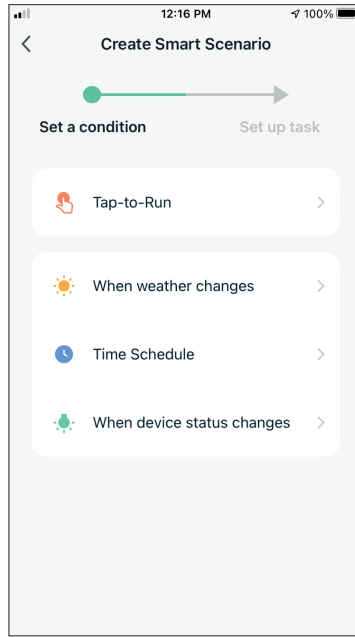 12:16 PM
100%
Create Smart Scenario
Set a condition
Set up task
Tap-to-Run
When weather changes
Time Schedule
When device status changes